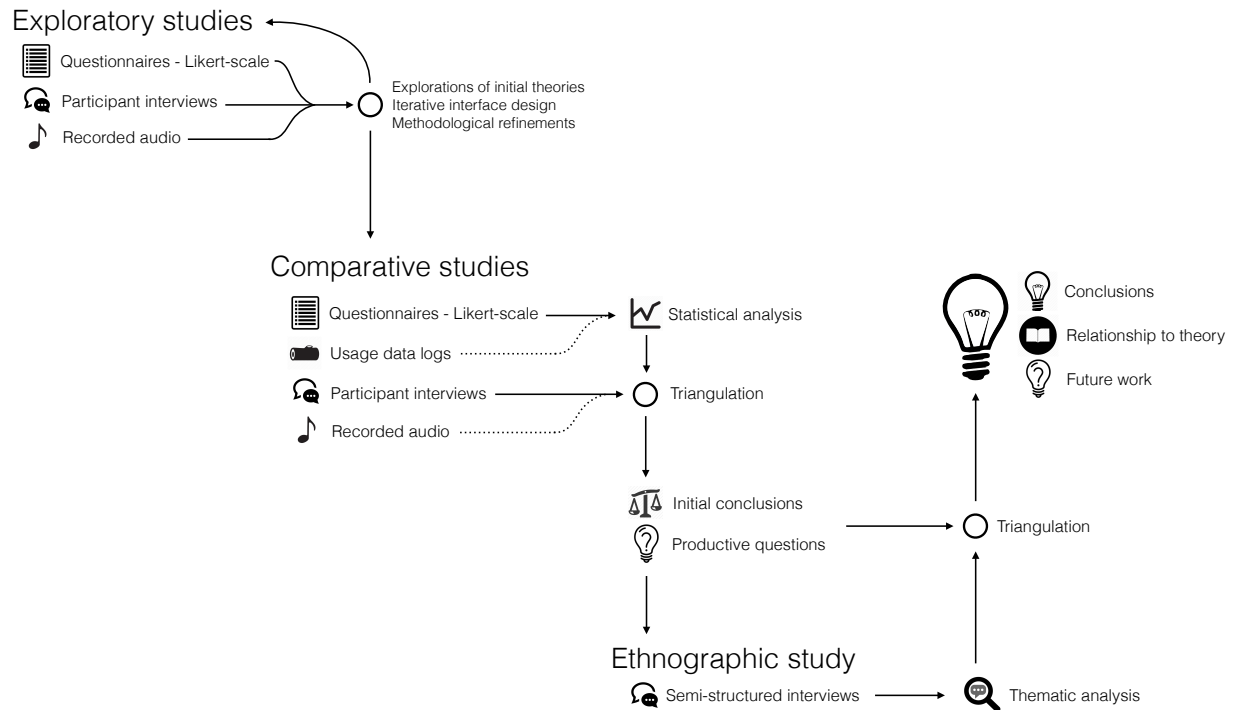 Exploratory studies
Questionnaires - Likert-scale
Participant interviews
Recorded audio
Explorations of initial theories
Iterative interface design
Methodological refinements
Comparative studies
Questionnaires - Likert-scale
Usage data logs
Participant interviews
Recorded audio
Statistical analysis
Triangulation
Initial conclusions
Productive questions
Ethnographic study
Semi-structured interviews
Thematic analysis
Triangulation
Conclusions
Relationship to theory
Future work